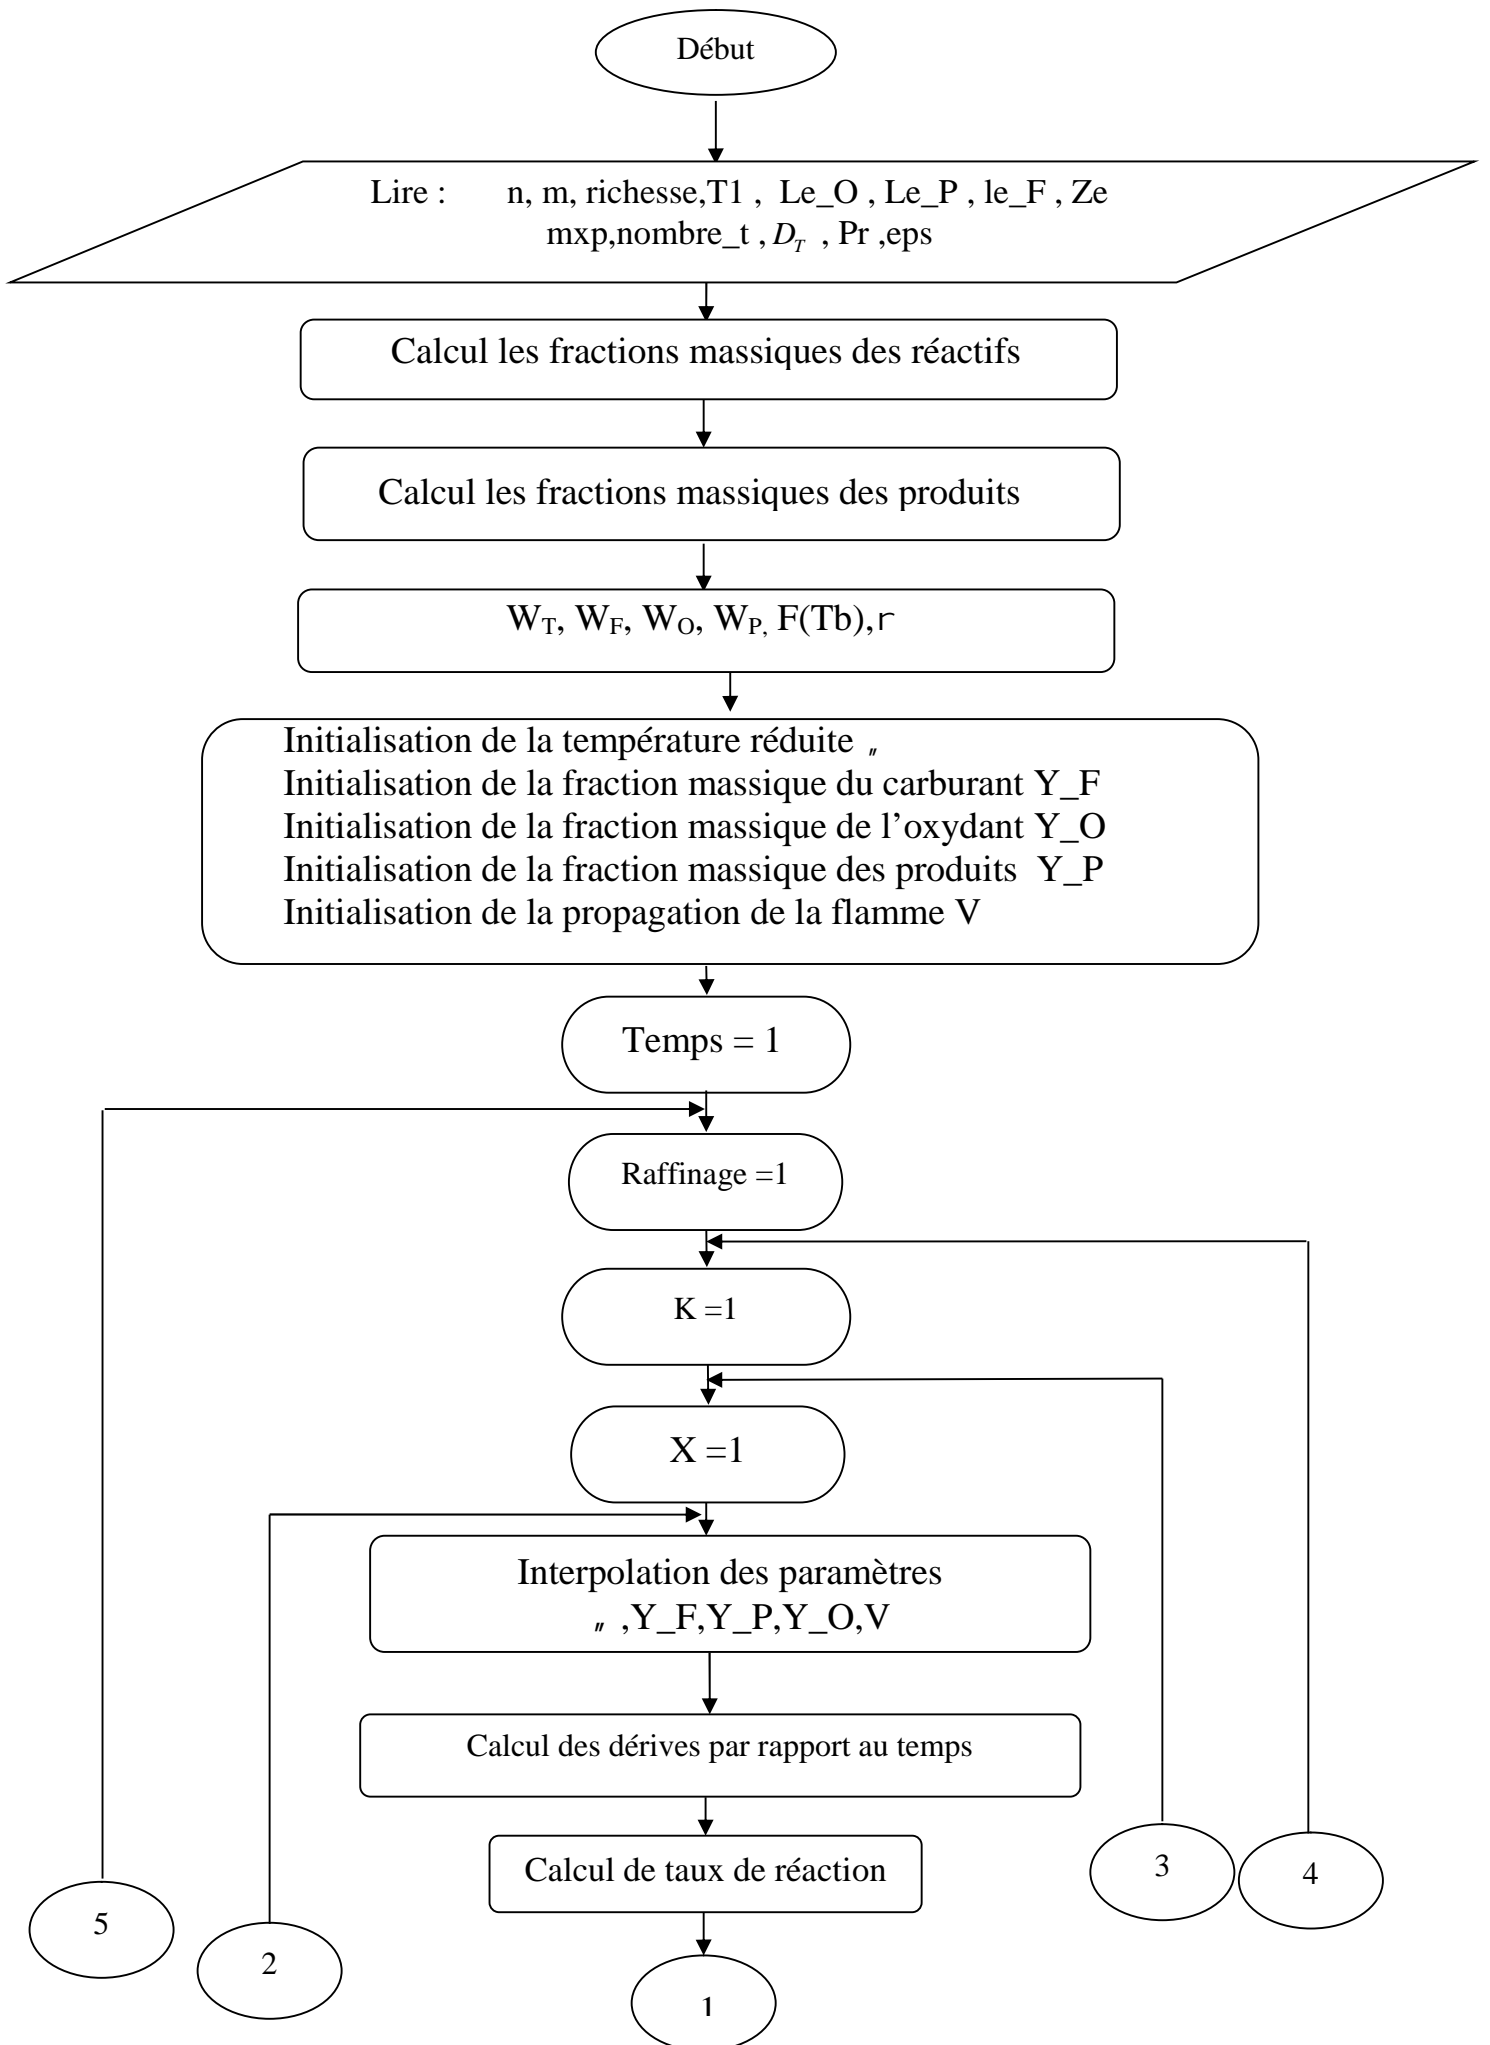 Début
Lire : n, m, richesse,T1 , Le_O , Le_P , le_F , Ze
mxp,nombre_t , D_T , Pr ,eps
Calcul les fractions massiques des réactifs
Calcul les fractions massiques des produits
W_T, W_F, W_O, W_P, F(Tb),r
Initialisation de la température réduite „
Initialisation de la fraction massique du carburant Y_F
Initialisation de la fraction massique de l’oxydant Y_O
Initialisation de la fraction massique des produits Y_P
Initialisation de la propagation de la flamme V
Temps = 1
Raffinage =1
K =1
X =1
Interpolation des paramètres
„ ,Y_F,Y_P,Y_O,V
Calcul des dérives par rapport au temps
Calcul de taux de réaction
3
4
5
2
1